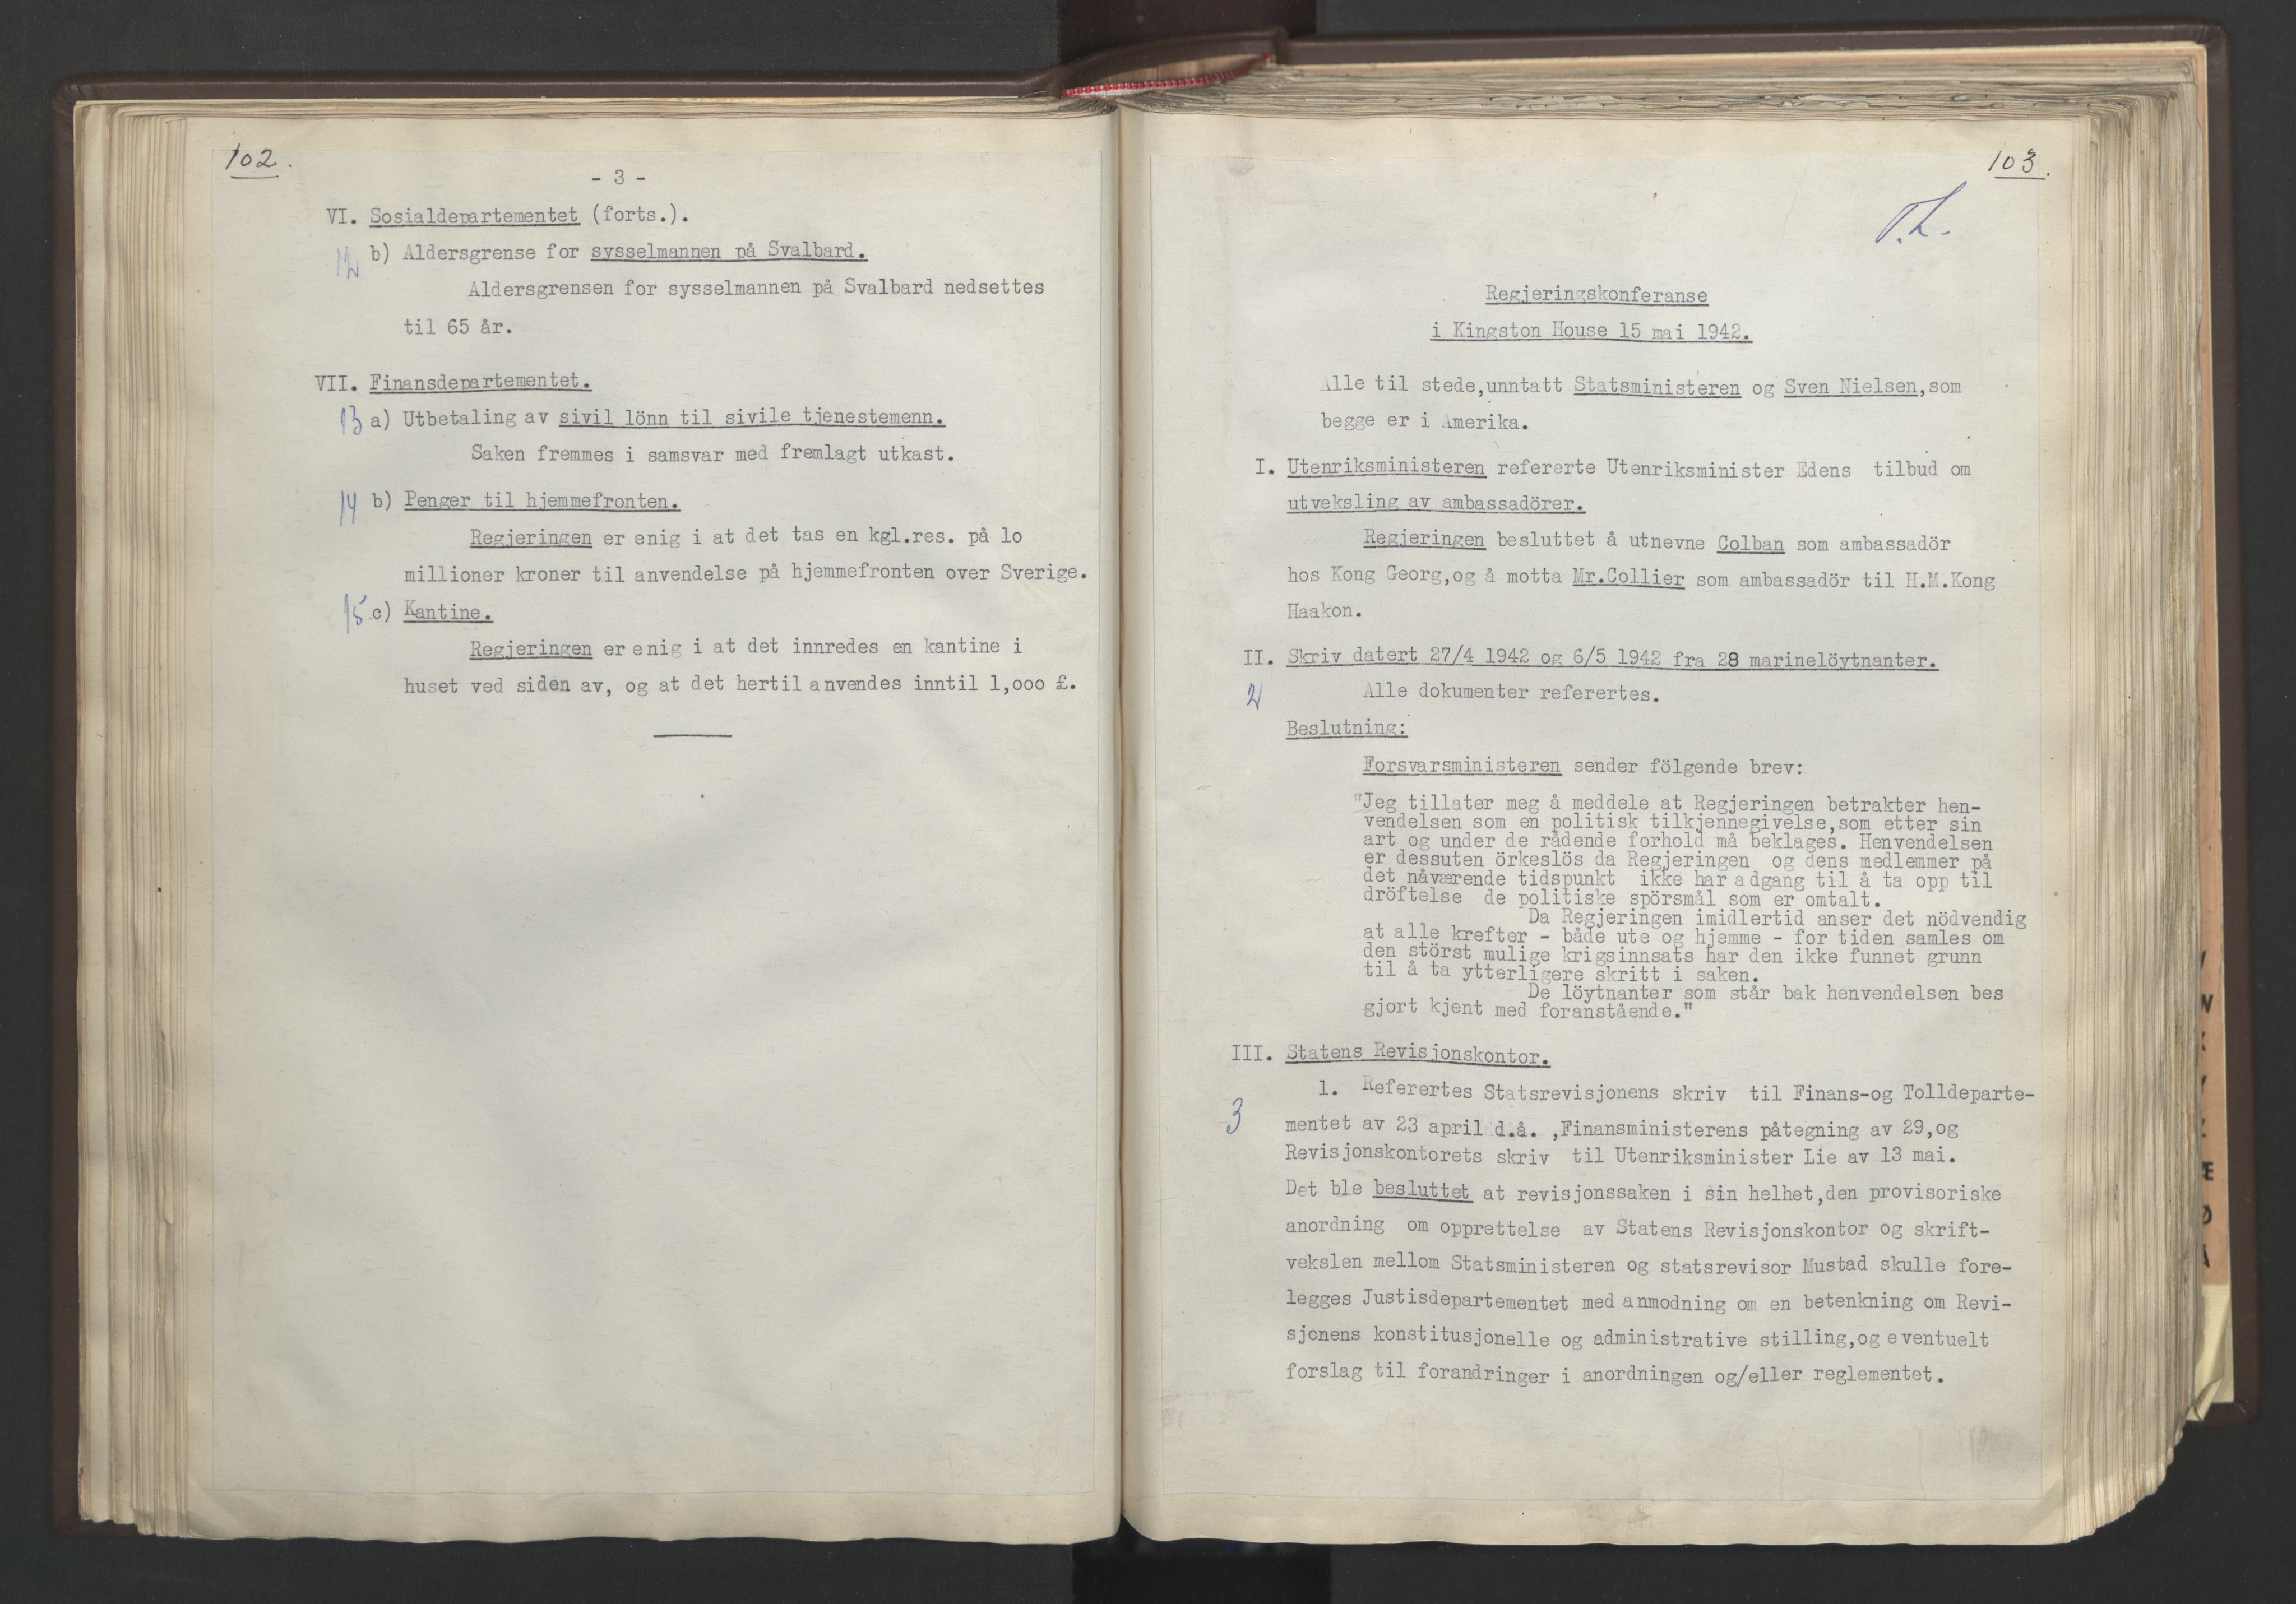 102.
- 3 -
VI. Sosialdepartementet (forts.).
12 b) Aldersgrense for sysselmannen på Svalbard.
Aldersgrensen for sysselmannen på Svalbard nedsettes
til 65 år.
VII. Finansdepartementet.
13 a) Utbetaling av sivil lönn til sivile tjenestemenn.
Saken fremmes i samsvar med fremlagt utkast.
14 b) Penger til hjemmefronten.
Regjeringen er enig i at det tas en kgl.res. på lo
millioner kroner til anvendelse på hjemmefronten over Sverige.
15 c) Kantine.
Regjeringen er enig i at det innredes en kantine i
huset ved siden av, og at det hertil anvendes inntil 1,ooo £.
103.
T.L.
Regjeringskonferanse
i Kingston House 15 mai 1942.
Alle til stede,unntatt Statsministeren og Sven Nielsen,som
begge er i Amerika.
I. Utenriksministeren refererte Utenriksminister Edens tilbud om
utveksling av ambassadörer.
Regjeringen besluttet å utnevne Colban som ambassadör
hos Kong Georg,og å motta Mr.Collier som ambassadör til H.M.Kong
Haakon.
II. Skriv datert 27/4 1942 og 6/5 1942 fra 28 marinelöytnanter.
2 Alle dokumenter referertes.
Beslutning:
Forsvarsministeren sender fölgende brev:
"Jeg tillater meg å meddele at Regjeringen betrakter hen-
vendelsen som en politisk tilkjennegivelse,som etter sin
art og under de rådende forhold må beklages. Henvendelsen
er dessuten örkeslös da Regjeringen og dens medlemmer på
det nåværende tidspunkt ikke har adgang til å ta opp til
dröftelse de politiske spörsmål som er omtalt.
Da Regjeringen imidlertid anser det nödvendig
at alle krefter - både ute og hjemme - for tiden samles om
den störst mulige krigsinnsats har den ikke funnet grunn
til å ta ytterligere skritt i saken.
De löytnanter som står bak henvendelsen bes
gjort kjent med foranstående."
III. Statens Revisjonskontor.
1. Referertes Statsrevisjonens skriv til Finans-og Tolldeparte-
3 mentet av 23 april d.å. ,Finansministerens påtegning av 29,og
Revisjonskontorets skriv til Utenriksminister Lie av 13 mai.
Det ble besluttet at revisjonssaken i sin helhet,den provisoriske
anordning om opprettelse av Statens Revisjonskontor og skrift-
vekslen mellom Statsministeren og statsrevisor Mustad skulle fore-
legges Justisdepartementet med anmodning om en betenkning om Revi-
sjonens konstitusjonelle og administrative stilling,og eventuelt
forslag til forandringer i anordningen og/eller reglementet.